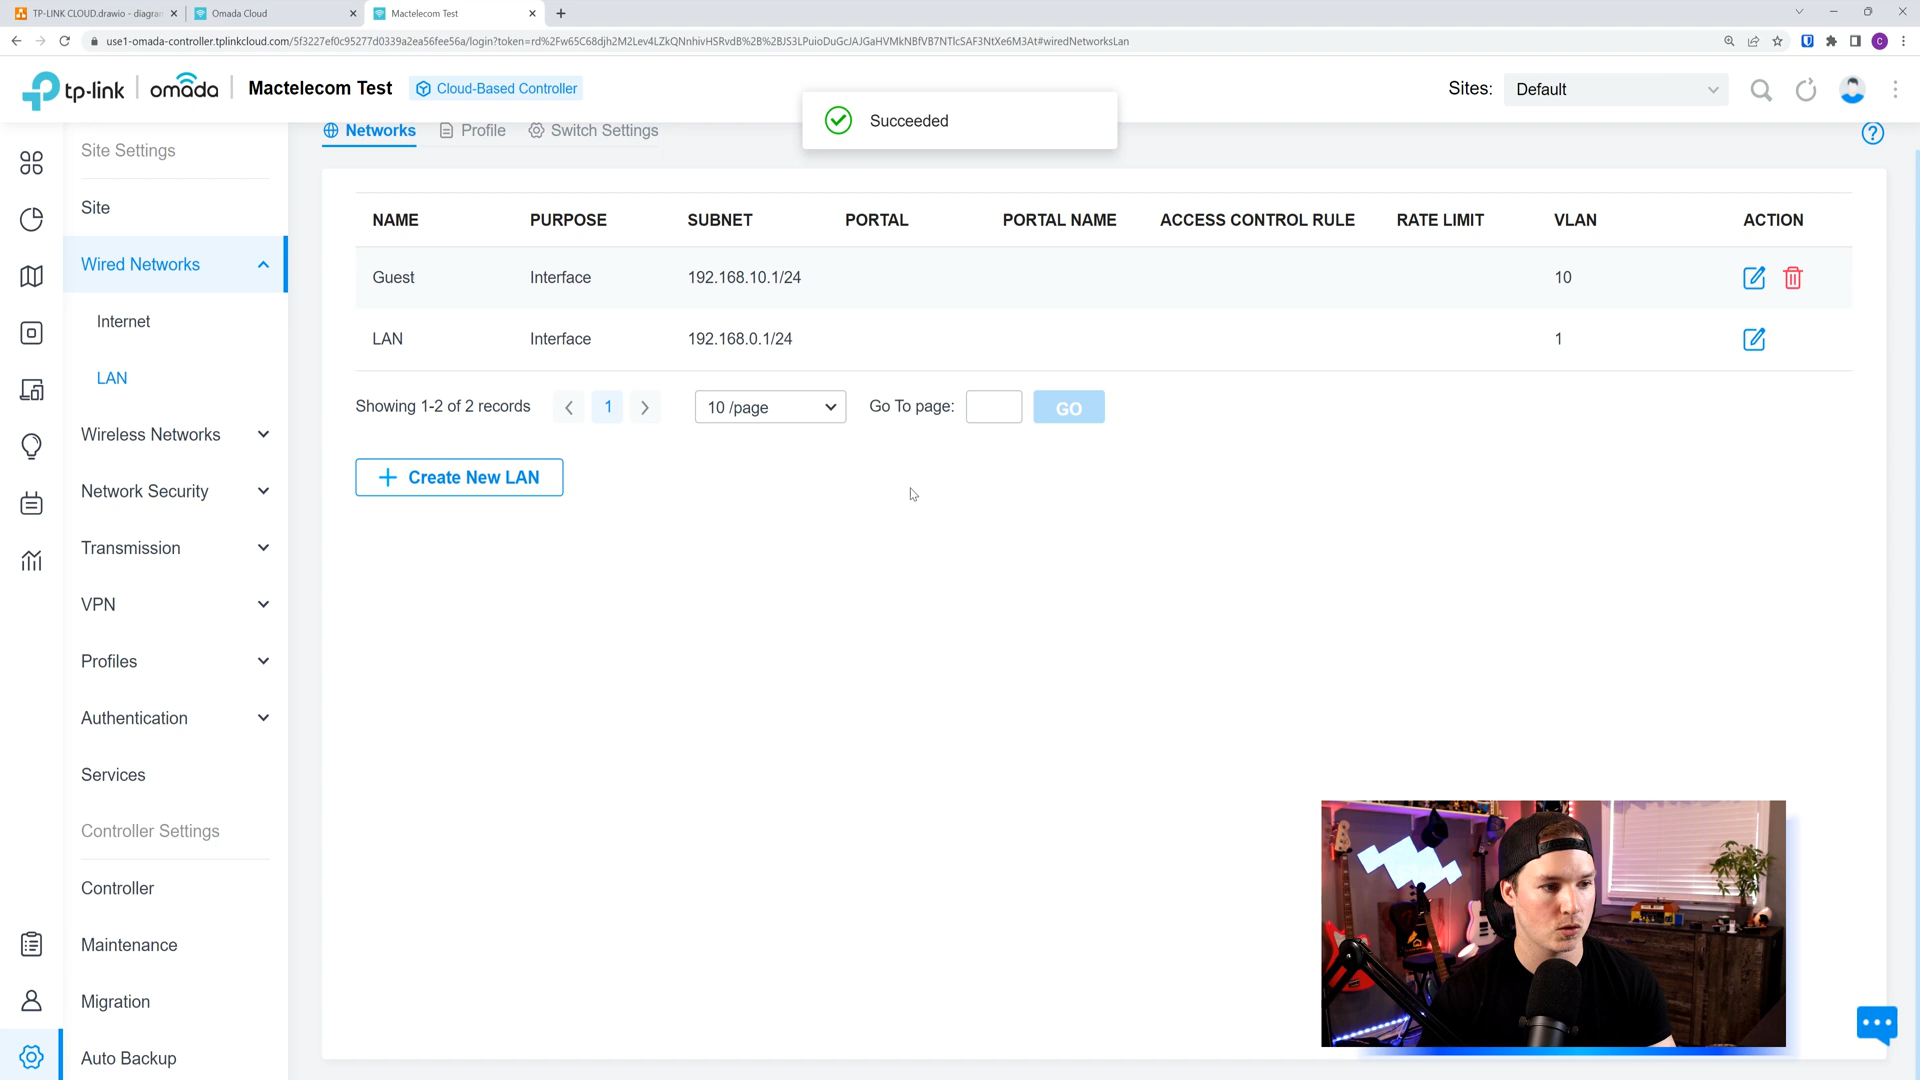 TP-LINK CLOUD.drawio - diagram
Omada Cloud
Mactelecom Test
use1-omada-controller.tplinkcloud.com/5f3227ef0c95277d0339a2ea56fee56a/login?token=rd%2Fw65C68djh2M2Lev4LZkQNnhivHSRvdB%2B%2BJS3LPuioDuGcJAJGaHVMkNBfVB7NTlcSAF3NtXe6M3At#wiredNetworksLan
C
tp-link
omada
Mactelecom Test
Cloud-Based Controller
Succeeded
Sites:
Default
Networks
Profile
Switch Settings
Site Settings
Site
Wired Networks
Internet
LAN
Wireless Networks
Network Security
Transmission
VPN
Profiles
Authentication
Services
Controller Settings
Controller
Maintenance
Migration
Auto Backup
NAME PURPOSE SUBNET PORTAL PORTAL NAME ACCESS CONTROL RULE RATE LIMIT VLAN ACTION
Guest Interface 192.168.10.1/24 10
LAN Interface 192.168.0.1/24 1
Showing 1-2 of 2 records 1 10 /page Go To page: GO
Create New LAN